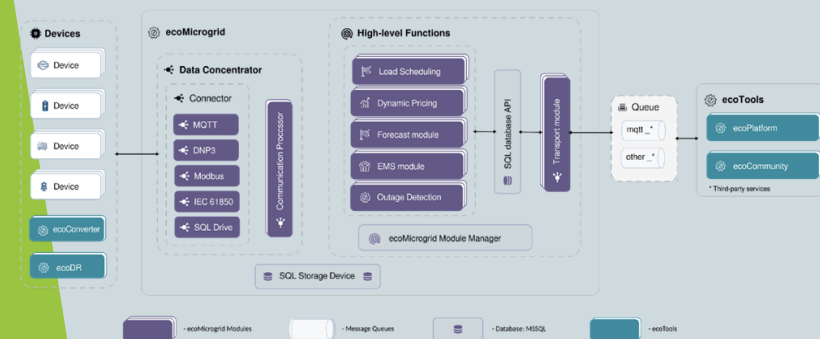 Devices
Device
Device
Device
Device
ecoConverter
ecoDR
ecoMicrogrid
Data Concentrator
Connector
MQTT
DNP3
Modbus
IEC 61850
SQL Drive
Communication Proccssor
High-level Functions
Load Scheduling
Dynamic Pricing
Forecast module
EMS module
Outage Detection
SQL database API
Transport module
ecoMicrogrid Module Manager
SQL Storage Device
Queue
mqtt _*
other _*
ecoTools
ecoPlatform
ecoCommunity
* Third-party services
- ecoMicrogrid Modules
- Message Queues
- Database: MSSQL
- ecoTools